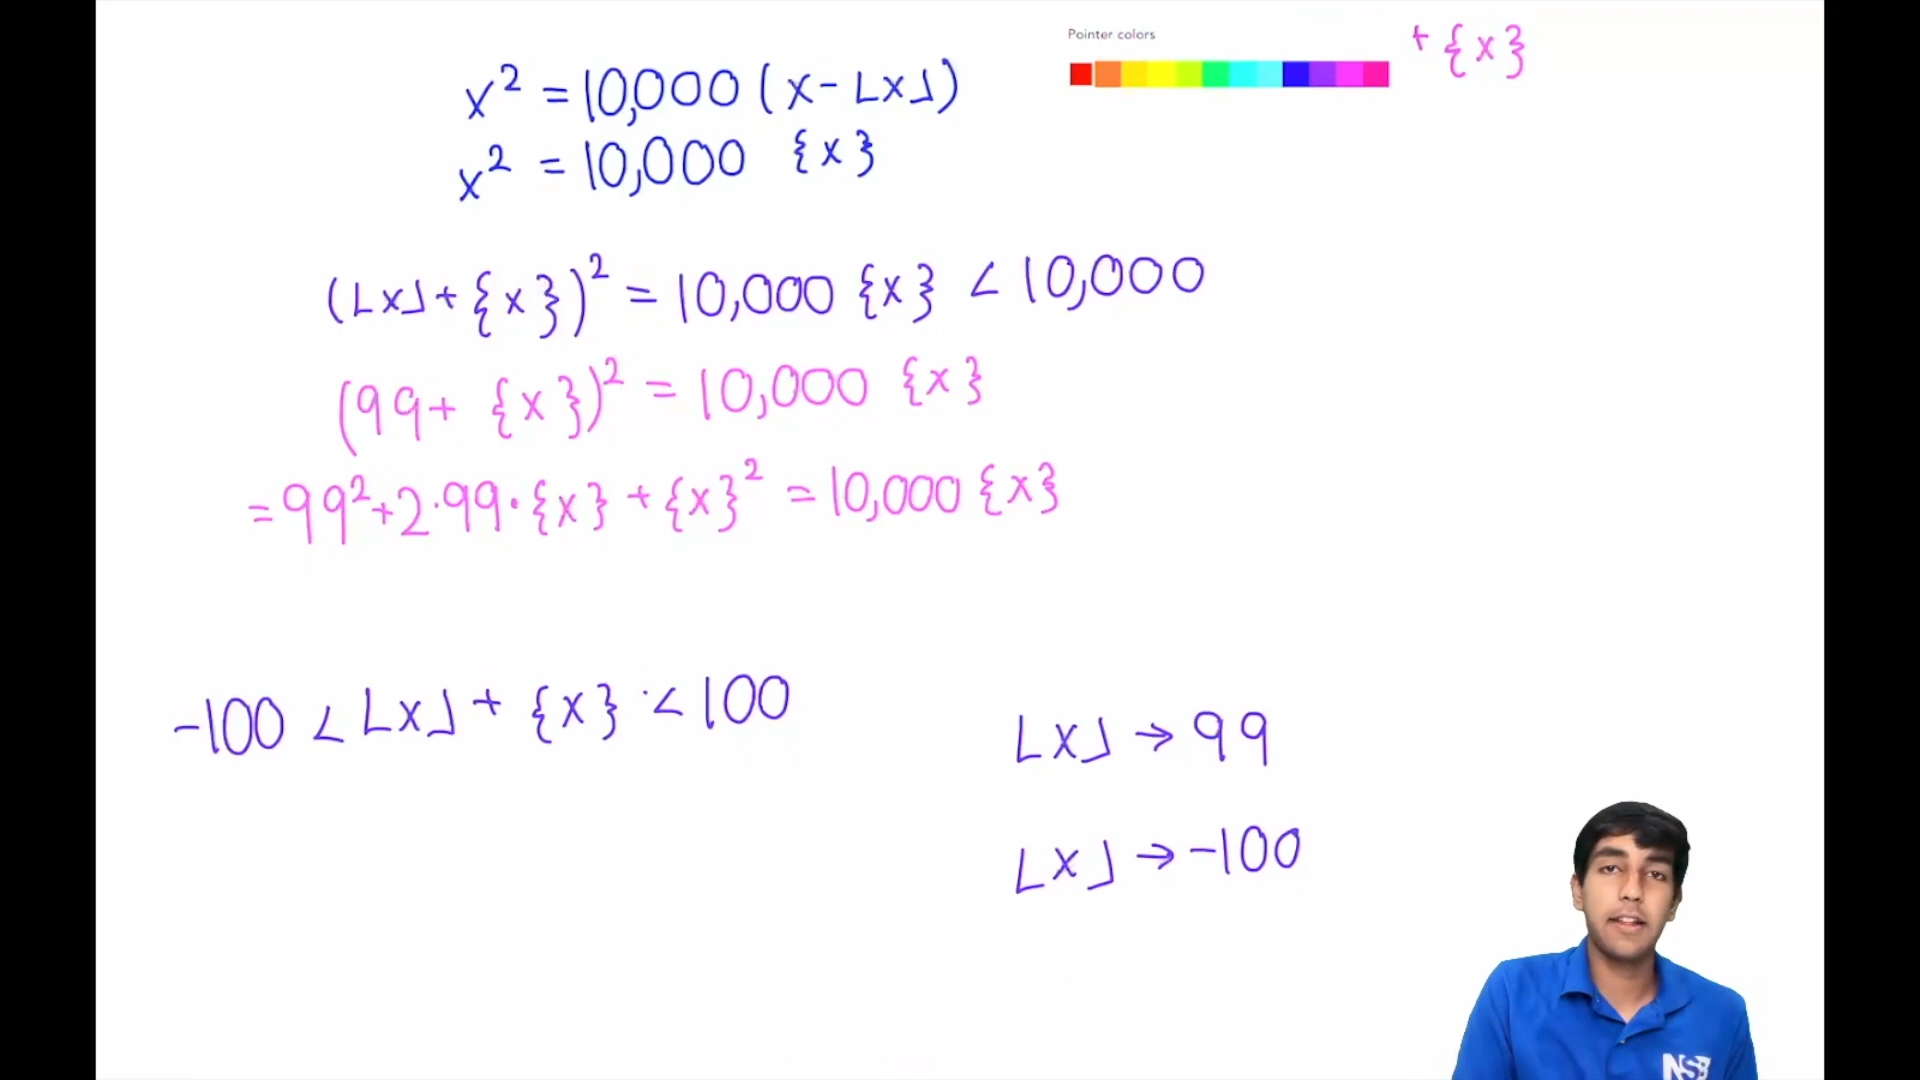 Pointer colors
+ {x}
x² = 10,000 (x - ⌊x⌋)
x² = 10,000 {x}
(⌊x⌋ + {x})² = 10,000 {x} < 10,000
(99 + {x})² = 10,000 {x}
= 99² + 2·99·{x} + {x}² = 10,000 {x}
-100 < ⌊x⌋ + {x} < 100
⌊x⌋ → 99
⌊x⌋ → -100
NSB